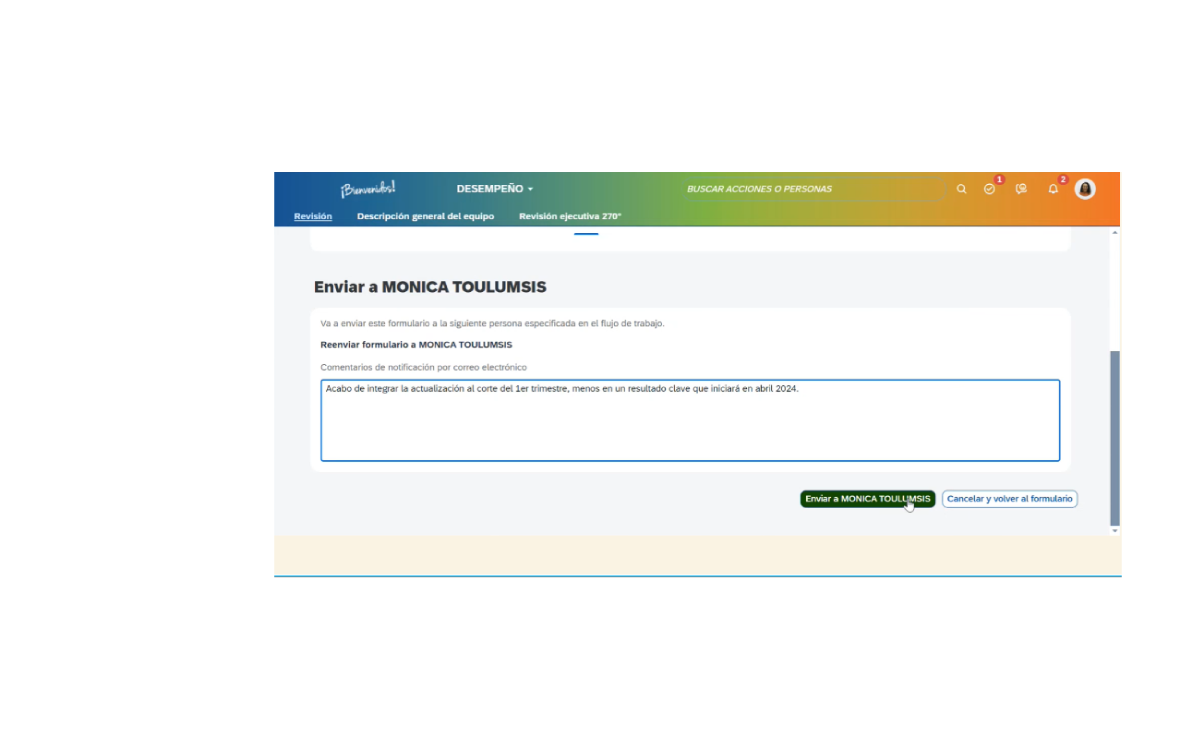 ¡Bienvenidos!
DESEMPEÑO
BUSCAR ACCIONES O PERSONAS
1
2
Revisión
Descripción general del equipo
Revisión ejecutiva 270°
Enviar a MONICA TOULUMSIS
Va a enviar este formulario a la siguiente persona especificada en el flujo de trabajo.
Reenviar formulario a MONICA TOULUMSIS
Comentarios de notificación por correo electrónico
Acabo de integrar la actualización al corte del 1er trimestre, menos en un resultado clave que iniciará en abril 2024.
Enviar a MONICA TOULUMSIS
Cancelar y volver al formulario